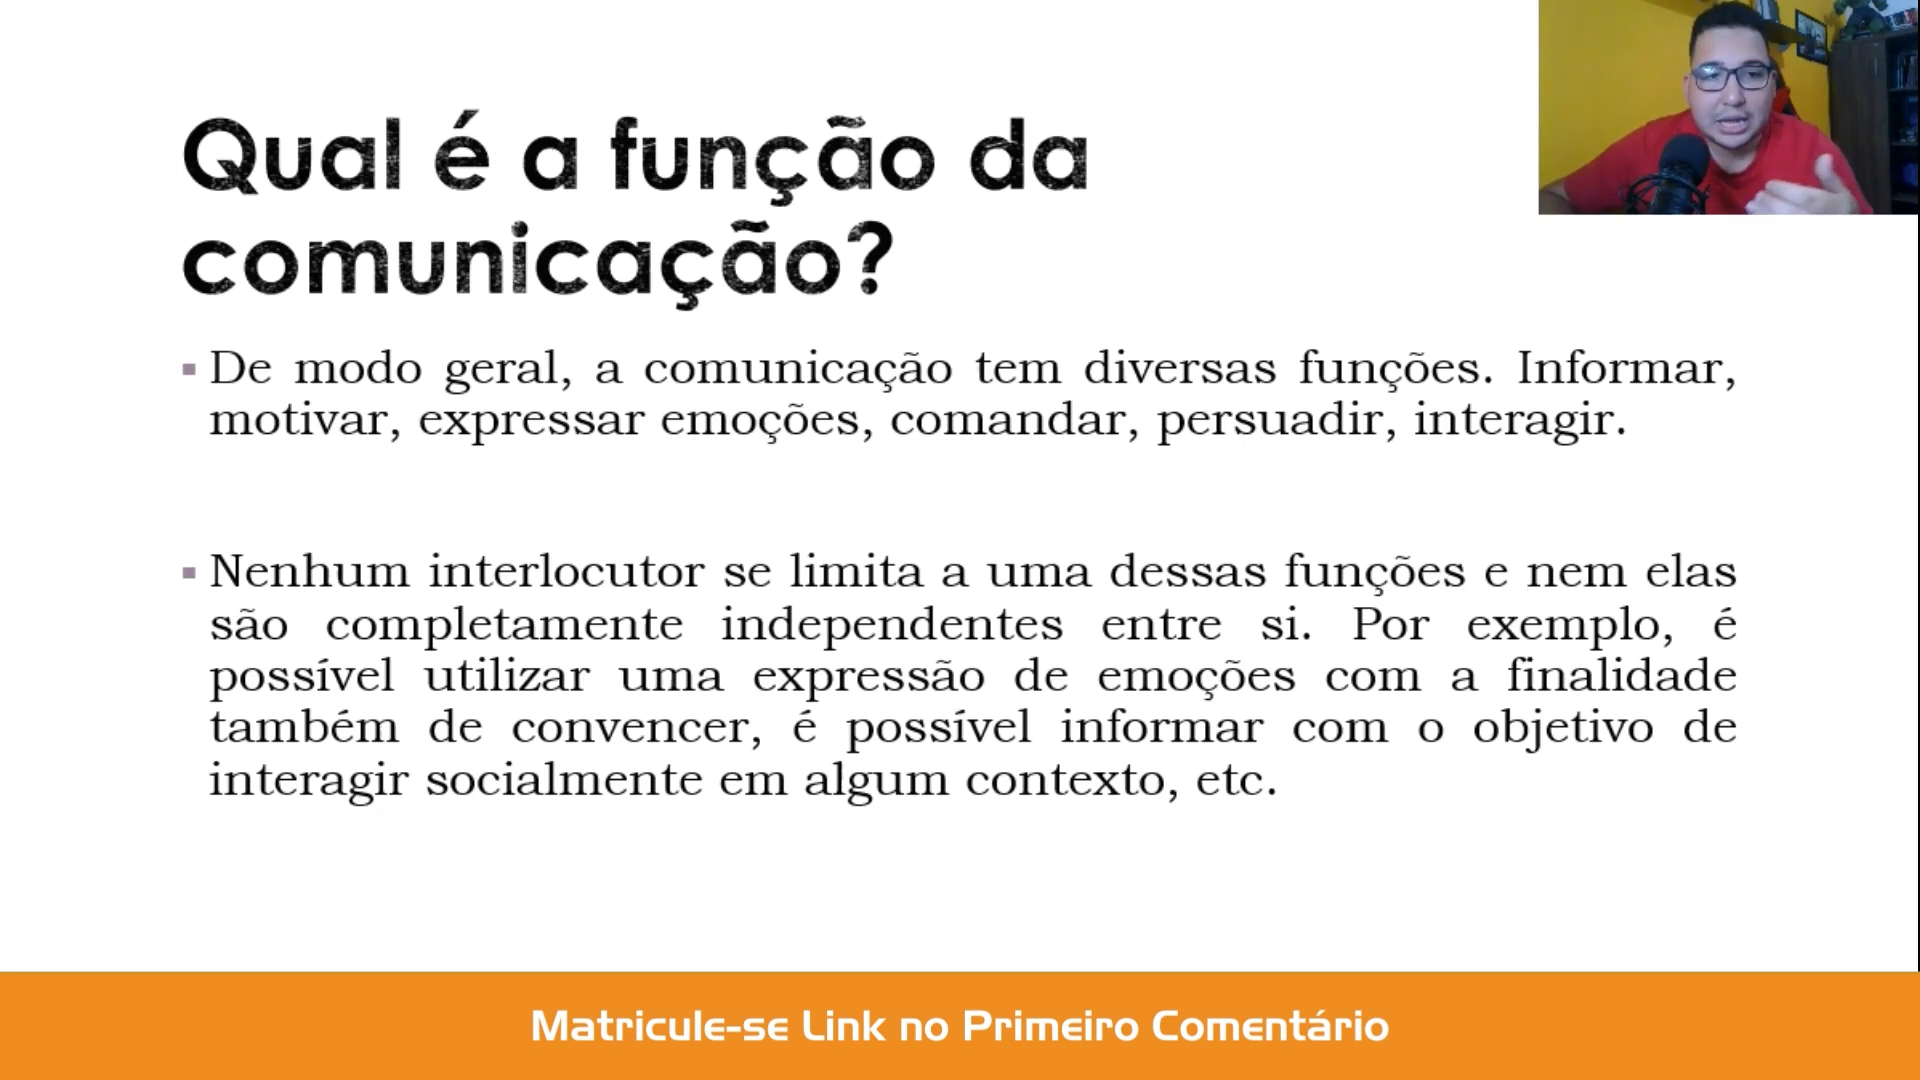 Qual é a função da
comunicação?
▪ De modo geral, a comunicação tem diversas funções. Informar,
motivar, expressar emoções, comandar, persuadir, interagir.
▪ Nenhum interlocutor se limita a uma dessas funções e nem elas
são completamente independentes entre si. Por exemplo, é
possível utilizar uma expressão de emoções com a finalidade
também de convencer, é possível informar com o objetivo de
interagir socialmente em algum contexto, etc.
Matricule-se Link no Primeiro Comentário